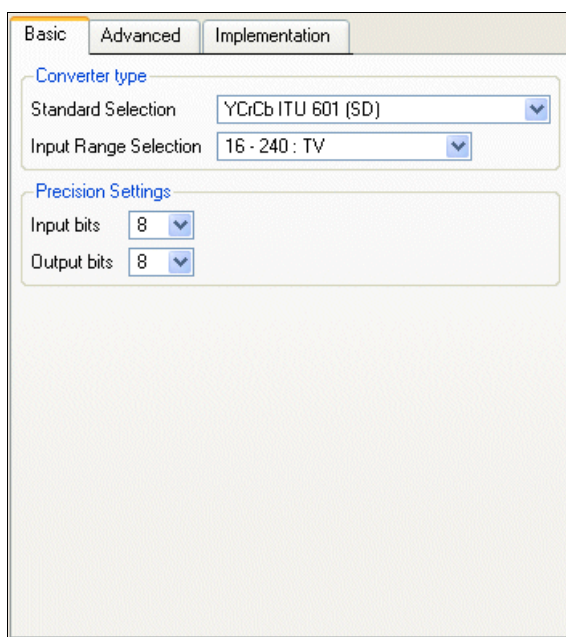 Basic Advanced Implementation
Converter type
Standard Selection YCrCb ITU 601 (SD)
Input Range Selection 16 - 240 : TV
Precision Settings
Input bits 8
Output bits 8